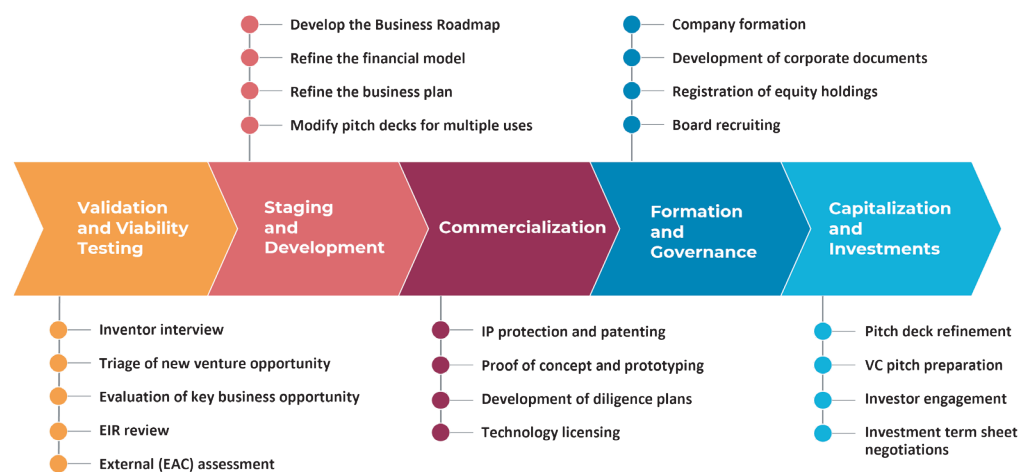 Develop the Business Roadmap
Refine the financial model
Refine the business plan
Modify pitch decks for multiple uses
Company formation
Development of corporate documents
Registration of equity holdings
Board recruiting
Validation
and Viability
Testing
Staging
and
Development
Commercialization
Formation
and
Governance
Capitalization
and
Investments
Inventor interview
Triage of new venture opportunity
Evaluation of key business opportunity
EIR review
External (EAC) assessment
IP protection and patenting
Proof of concept and prototyping
Development of diligence plans
Technology licensing
Pitch deck refinement
VC pitch preparation
Investor engagement
Investment term sheet
negotiations